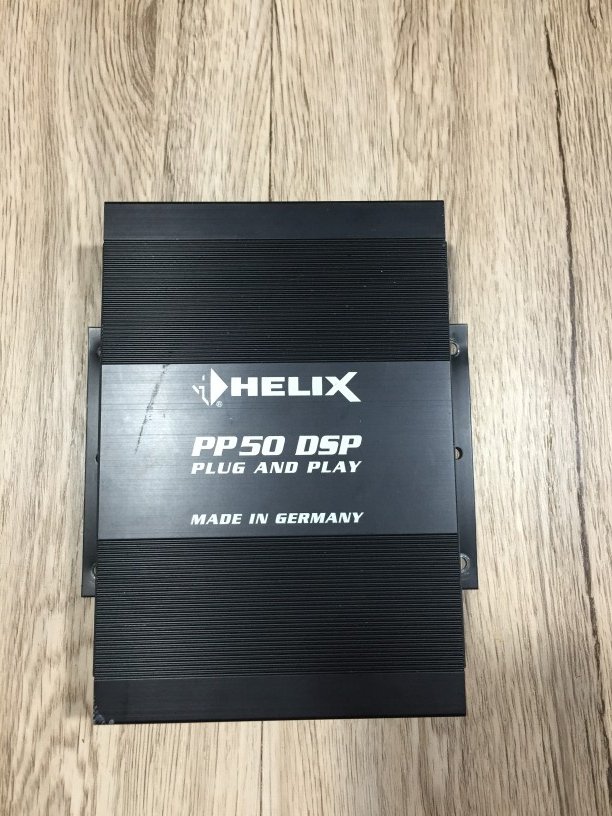 HELIX
®
PP50 DSP
PLUG AND PLAY
MADE IN GERMANY